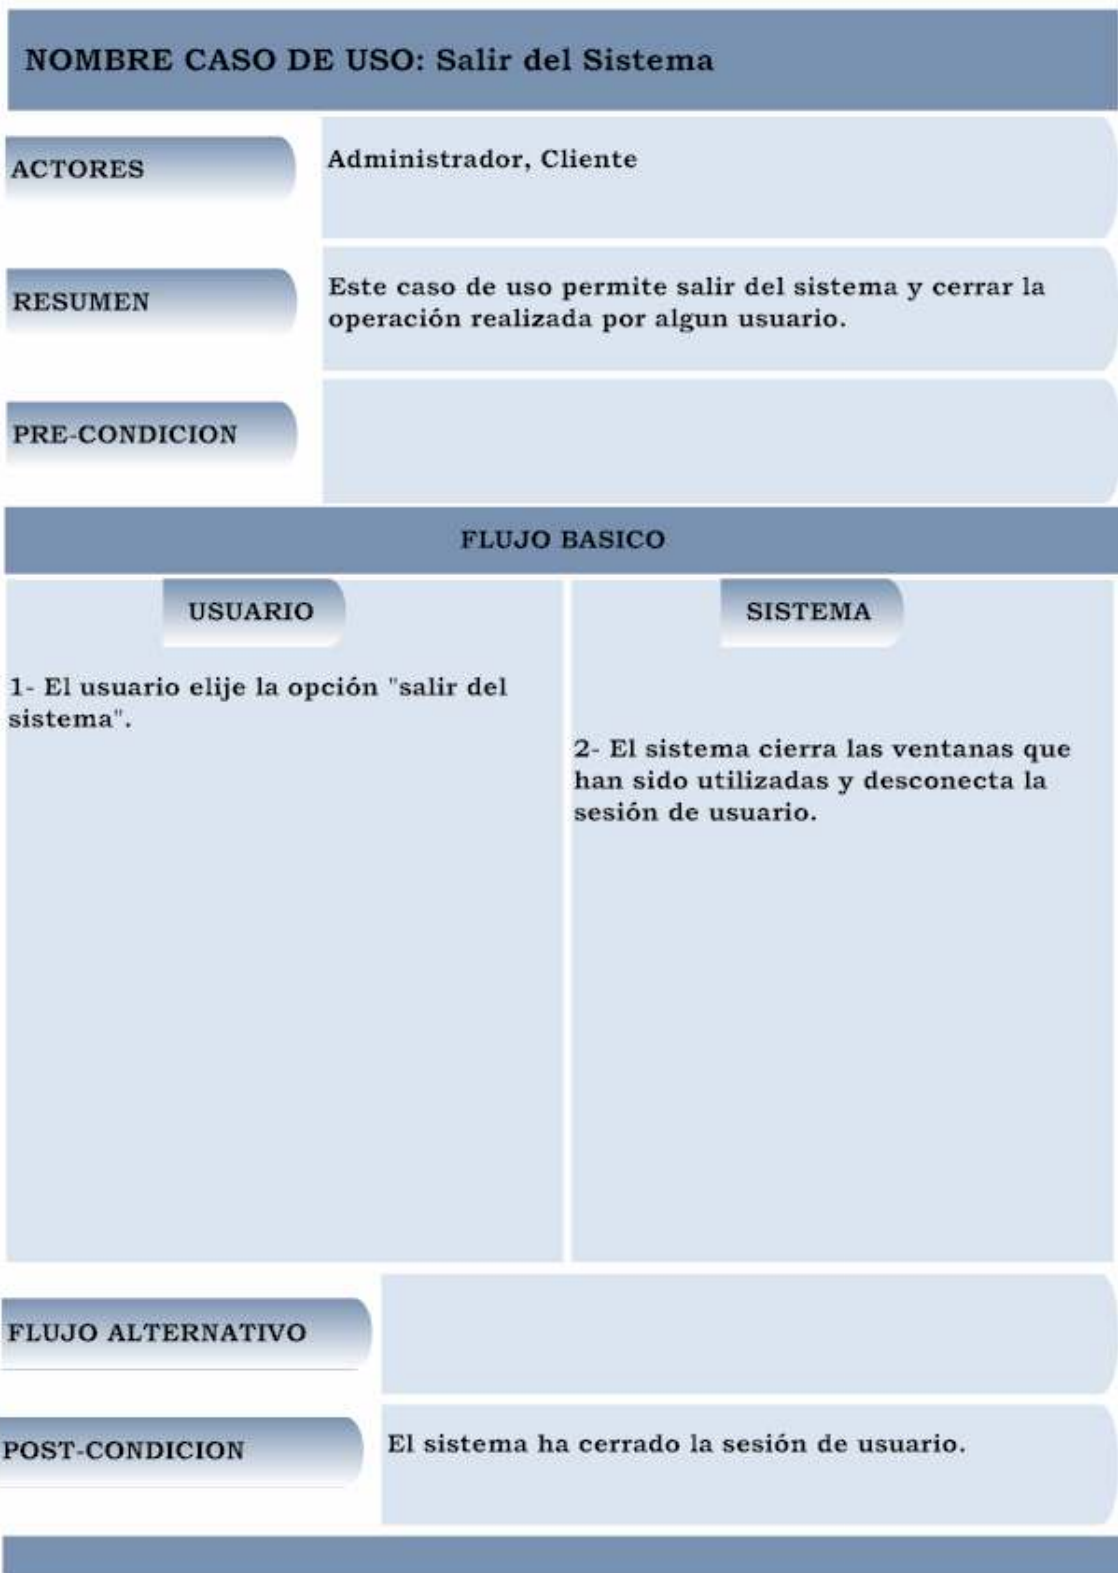 NOMBRE CASO DE USO: Salir del Sistema
ACTORES
Administrador, Cliente
RESUMEN
Este caso de uso permite salir del sistema y cerrar la
operación realizada por algun usuario.
PRE-CONDICION
FLUJO BASICO
USUARIO
1- El usuario elije la opción "salir del
sistema".
SISTEMA
2- El sistema cierra las ventanas que
han sido utilizadas y desconecta la
sesión de usuario.
FLUJO ALTERNATIVO
POST-CONDICION
El sistema ha cerrado la sesión de usuario.